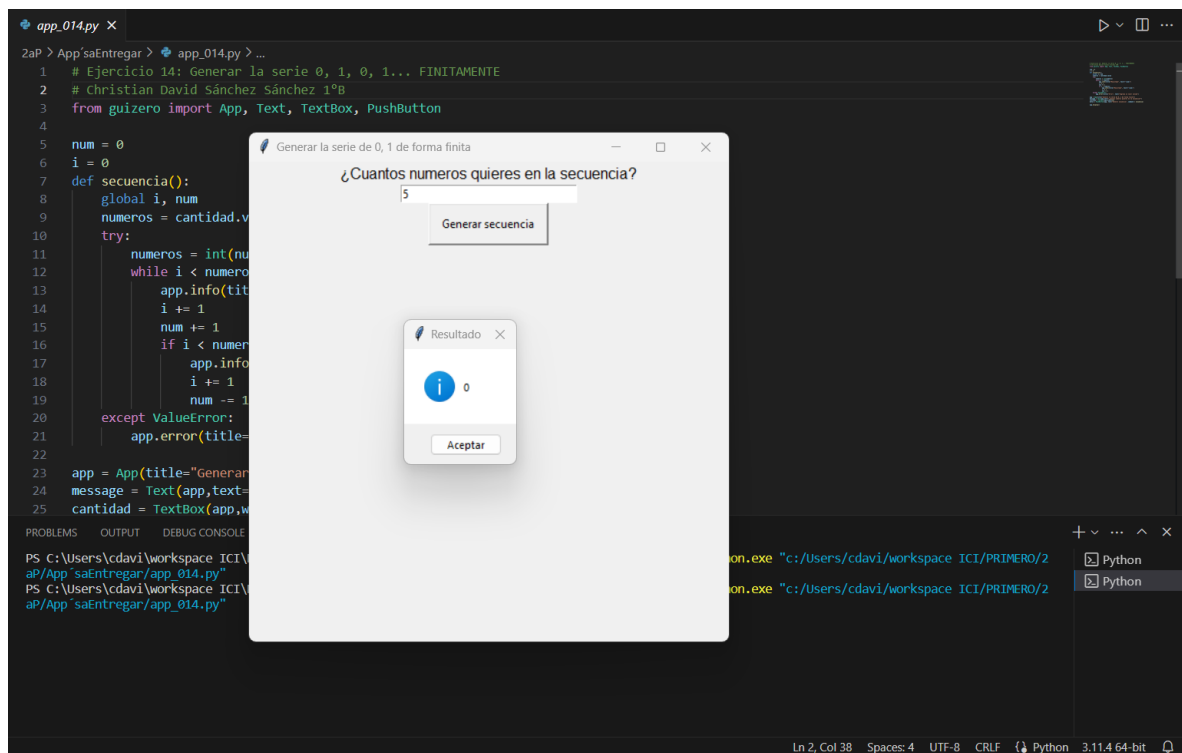 app_014.py
2aP > App´saEntregar > app_014.py > ...
1 # Ejercicio 14: Generar la serie 0, 1, 0, 1... FINITAMENTE
2 # Christian David Sánchez Sánchez 1ºB
3 from guizero import App, Text, TextBox, PushButton
4
5 num = 0
6 i = 0
7 def secuencia():
8 global i, num
9 numeros = cantidad.v
10 try:
11 numeros = int(nu
12 while i < numero
13 app.info(tit
14 i += 1
15 num += 1
16 if i < numer
17 app.info
18 i += 1
19 num -= 1
20 except ValueError:
21 app.error(title=
22
23 app = App(title="Generar
24 message = Text(app,text=
25 cantidad = TextBox(app,w
Generar la serie de 0, 1 de forma finita
¿Cuantos numeros quieres en la secuencia?
5
Generar secuencia
Resultado
0
Aceptar
PROBLEMS OUTPUT DEBUG CONSOLE
PS C:\Users\cdavi\workspace ICI\ on.exe "c:/Users/cdavi/workspace ICI/PRIMERO/2
aP/App´saEntregar/app_014.py"
PS C:\Users\cdavi\workspace ICI\ on.exe "c:/Users/cdavi/workspace ICI/PRIMERO/2
aP/App´saEntregar/app_014.py"
Python
Python
Ln 2, Col 38 Spaces: 4 UTF-8 CRLF Python 3.11.4 64-bit